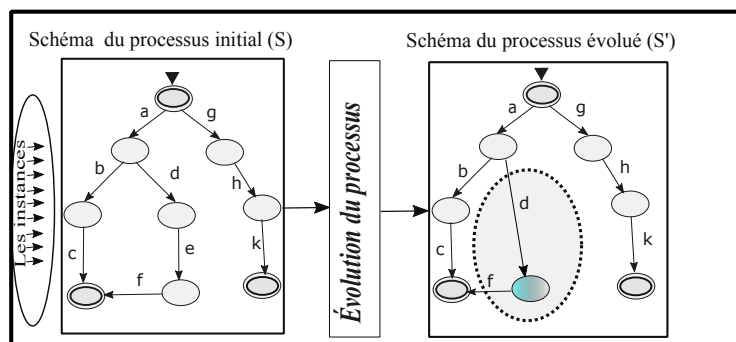 Schéma du processus initial (S)
Schéma du processus évolué (S')
Les instances
a
g
b
d
h
c
e
k
f
Évolution du processus
a
g
b
h
d
c
k
f